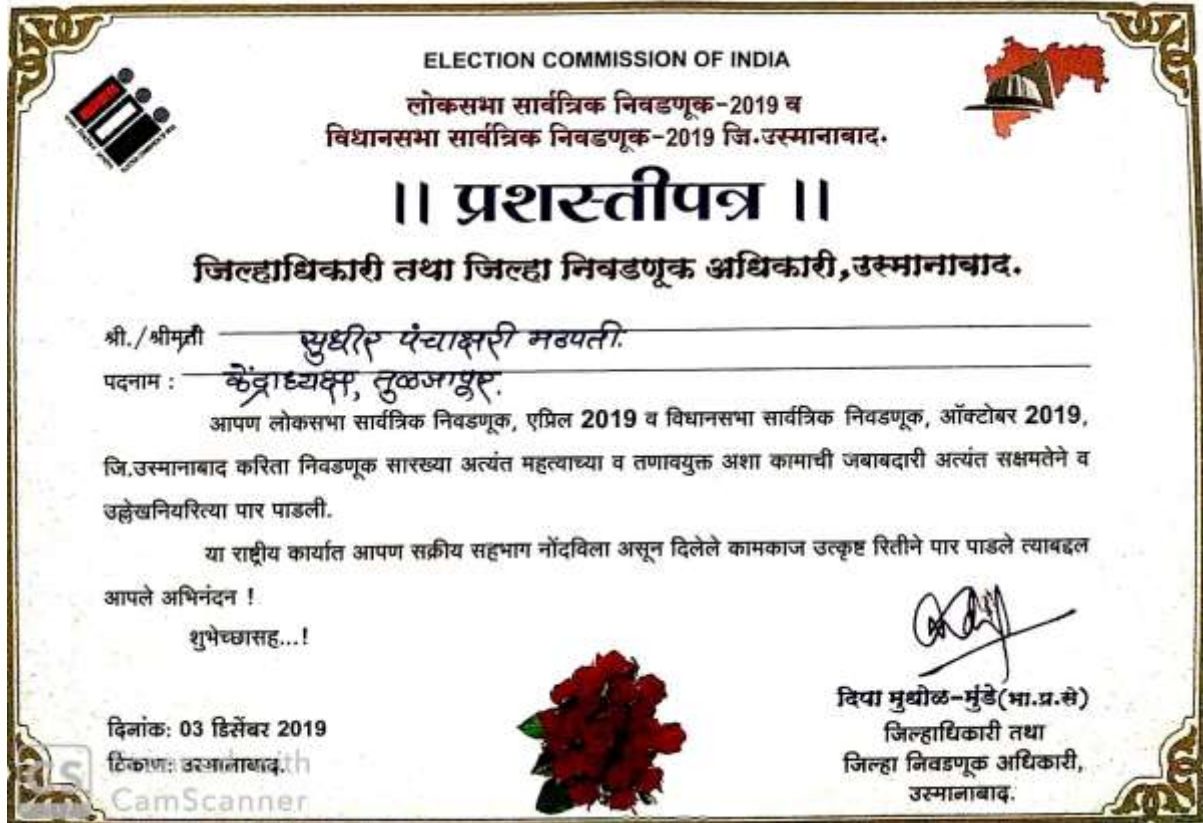 ELECTION COMMISSION OF INDIA
लोकसभा सार्वत्रिक निवडणूक-2019 व
विधानसभा सार्वत्रिक निवडणूक-2019 जि.उस्मानाबाद.
|| प्रशस्तीपत्र ||
जिल्हाधिकारी तथा जिल्हा निवडणूक अधिकारी,उस्मानाबाद.
श्री./श्रीमती सुधीर पंचाक्षरी मठपती.
पदनाम : केंद्राध्यक्ष, तुळजापूर.
आपण लोकसभा सार्वत्रिक निवडणूक, एप्रिल 2019 व विधानसभा सार्वत्रिक निवडणूक, ऑक्टोबर 2019,
जि.उस्मानाबाद करिता निवडणूक सारख्या अत्यंत महत्वाच्या व तणावयुक्त अशा कामाची जबाबदारी अत्यंत सक्षमतेने व
उल्लेखनियरित्या पार पाडली.
या राष्ट्रीय कार्यात आपण सक्रीय सहभाग नोंदविला असून दिलेले कामकाज उत्कृष्ट रितीने पार पाडले त्याबद्दल
आपले अभिनंदन !
शुभेच्छासह...!
दिपा मुधोळ-मुंडे(भा.प्र.से)
जिल्हाधिकारी तथा
जिल्हा निवडणूक अधिकारी,
उस्मानाबाद.
दिनांक: 03 डिसेंबर 2019
ठिकाण: उस्मानाबाद.
CS Scanned with
CamScanner